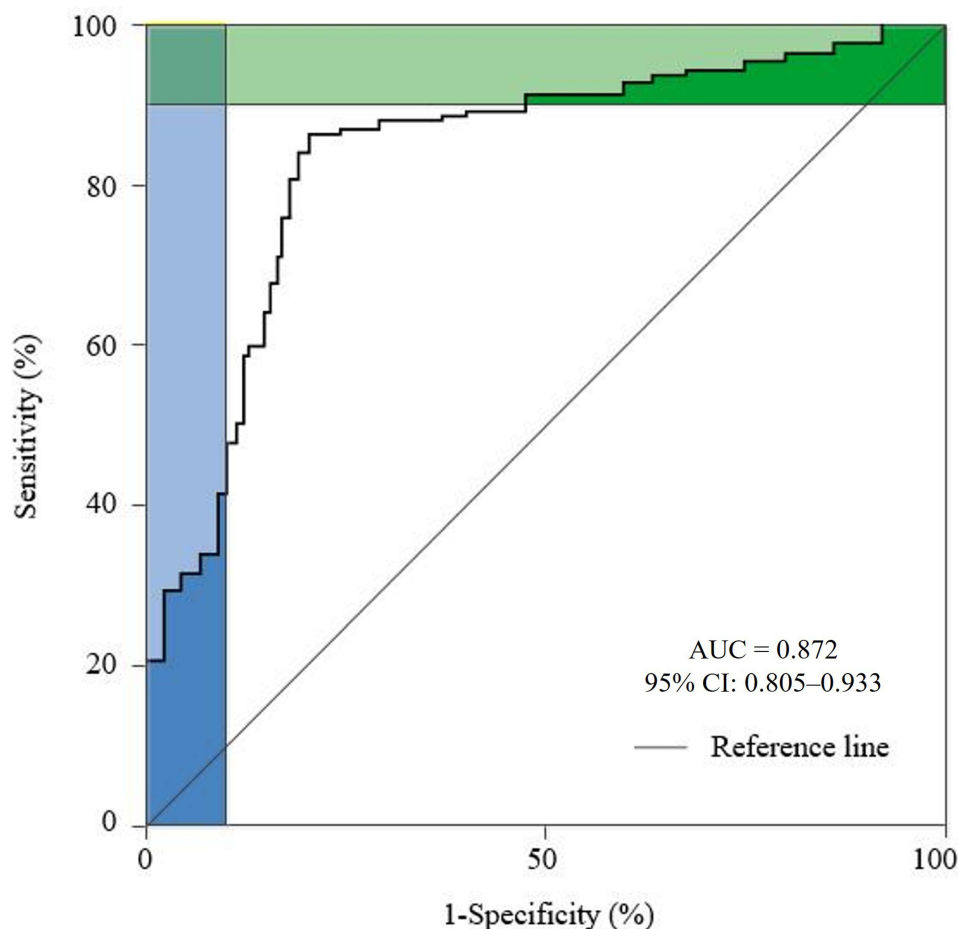 100
80
60
40
20
0
Sensitivity (%)
AUC = 0.872
95% CI: 0.805–0.933
Reference line
0 50 100
1-Specificity (%)